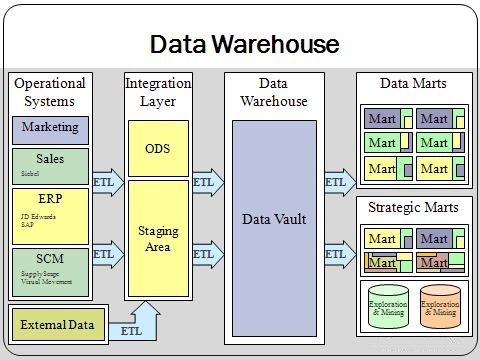 Data Warehouse
Operational
Systems
Marketing
Sales
Siebel
ERP
JD Edwards
SAP
SCM
SupplyScape
Visual Movement
External Data
ETL
ETL
ETL
Integration
Layer
ODS
Staging
Area
ETL
ETL
Data
Warehouse
Data Vault
ETL
ETL
Data Marts
Mart Mart
Mart Mart
Mart Mart
Strategic Marts
Mart Mart
Mart Mart
Exploration
& Mining
Exploration
& Mining